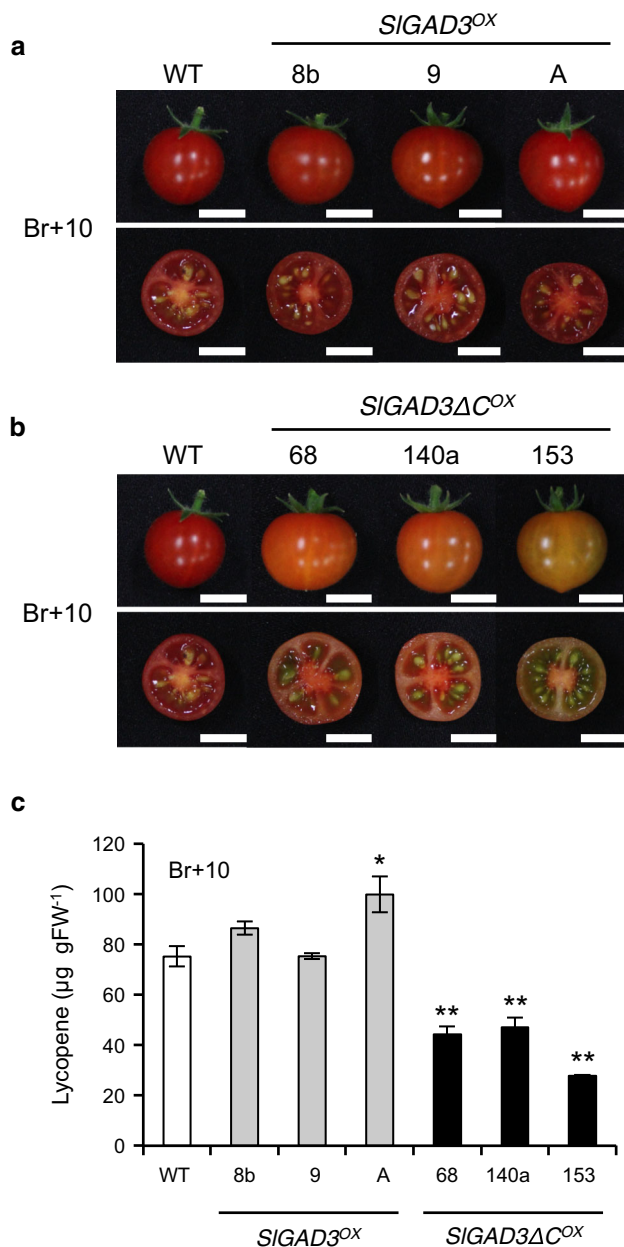 a
SlGAD3OX
WT 8b 9 A
Br+10
b
SlGAD3ΔCOX
WT 68 140a 153
Br+10
c
Br+10
Lycopene (µg gFW-1)
120
100
80
60
40
20
0
*
** ** **
WT 8b 9 A 68 140a 153
SlGAD3OX SlGAD3ΔCOX